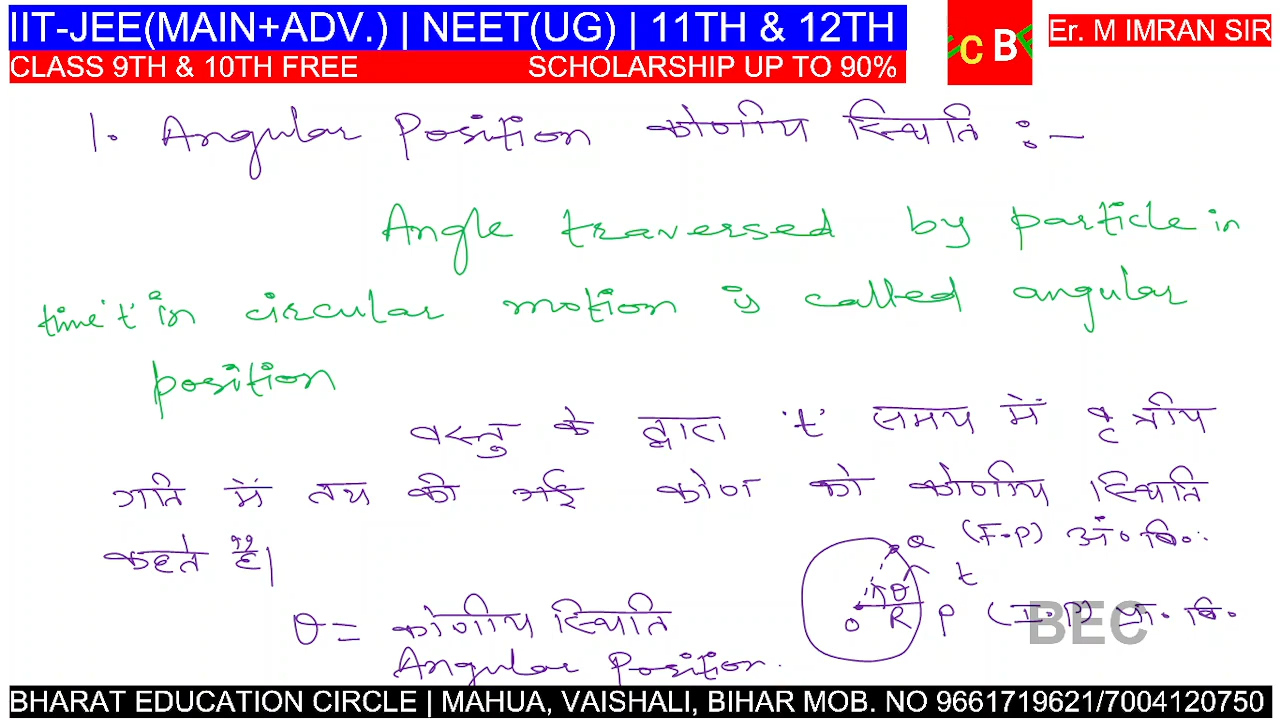 IIT-JEE(MAIN+ADV.) | NEET(UG) | 11TH & 12TH
CBE
Er. M IMRAN SIR
CLASS 9TH & 10TH FREE SCHOLARSHIP UP TO 90%
1. Angular Position कोणीय स्थिति :-
Angle traversed by particle in
time 't' in circular motion is called angular
position
वस्तु के द्वारा 't' समय में वृत्तीय
गति में तय की गई कोण को कोणीय स्थिति
कहते हैं।
Q (F.P) अं. बि.
θ t
O R P (I.P) प्रा. बि.
θ = कोणीय स्थिति
Angular Position.
BEC
BHARAT EDUCATION CIRCLE | MAHUA, VAISHALI, BIHAR MOB. NO 9661719621/7004120750